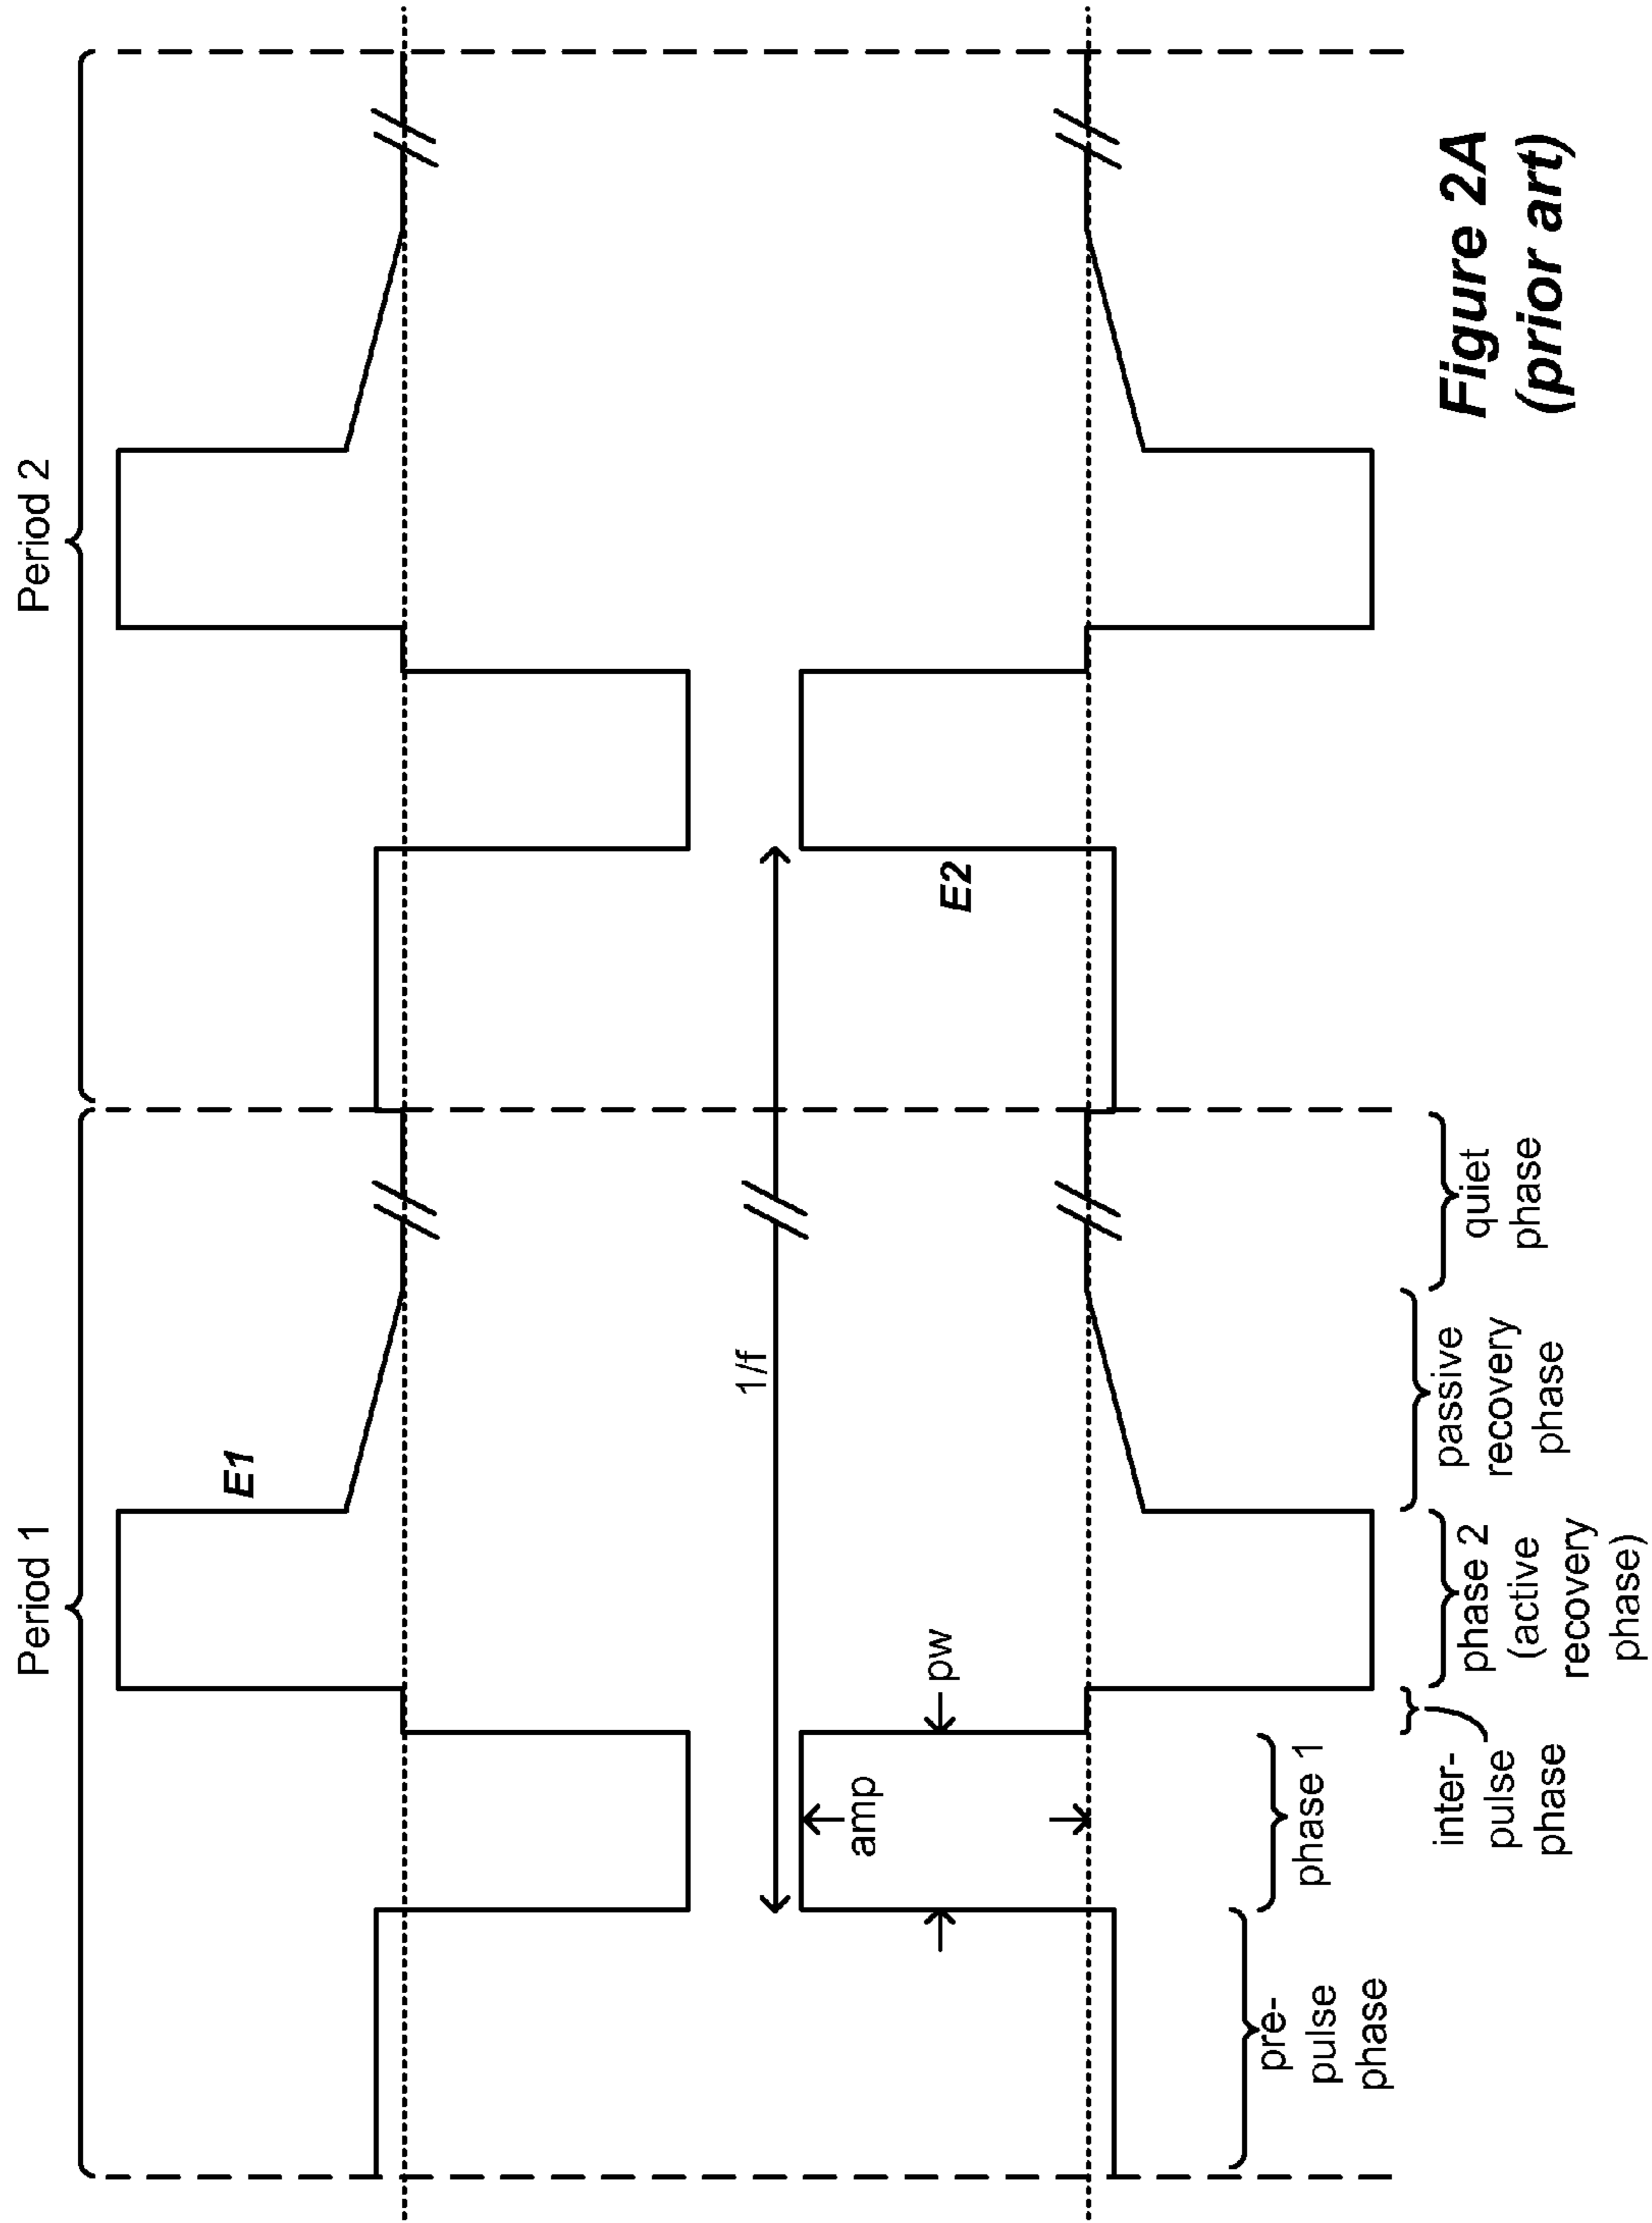 Period 1
Period 2
E1
1/f
amp
pw
E2
pre-
pulse
phase
phase 1
inter-
pulse
phase
phase 2
(active
recovery
phase)
passive
recovery
phase
quiet
phase
Figure 2A
(prior art)